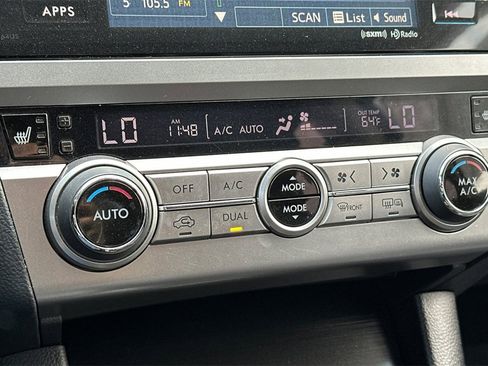 APPS
5 105.5 FM
SCAN List Sound
((SXM)) HD Radio
LO AM 11:48 A/C AUTO OUT TEMP 64°F LO
AUTO
OFF A/C
DUAL
MODE
MODE
FRONT
MAX A/C